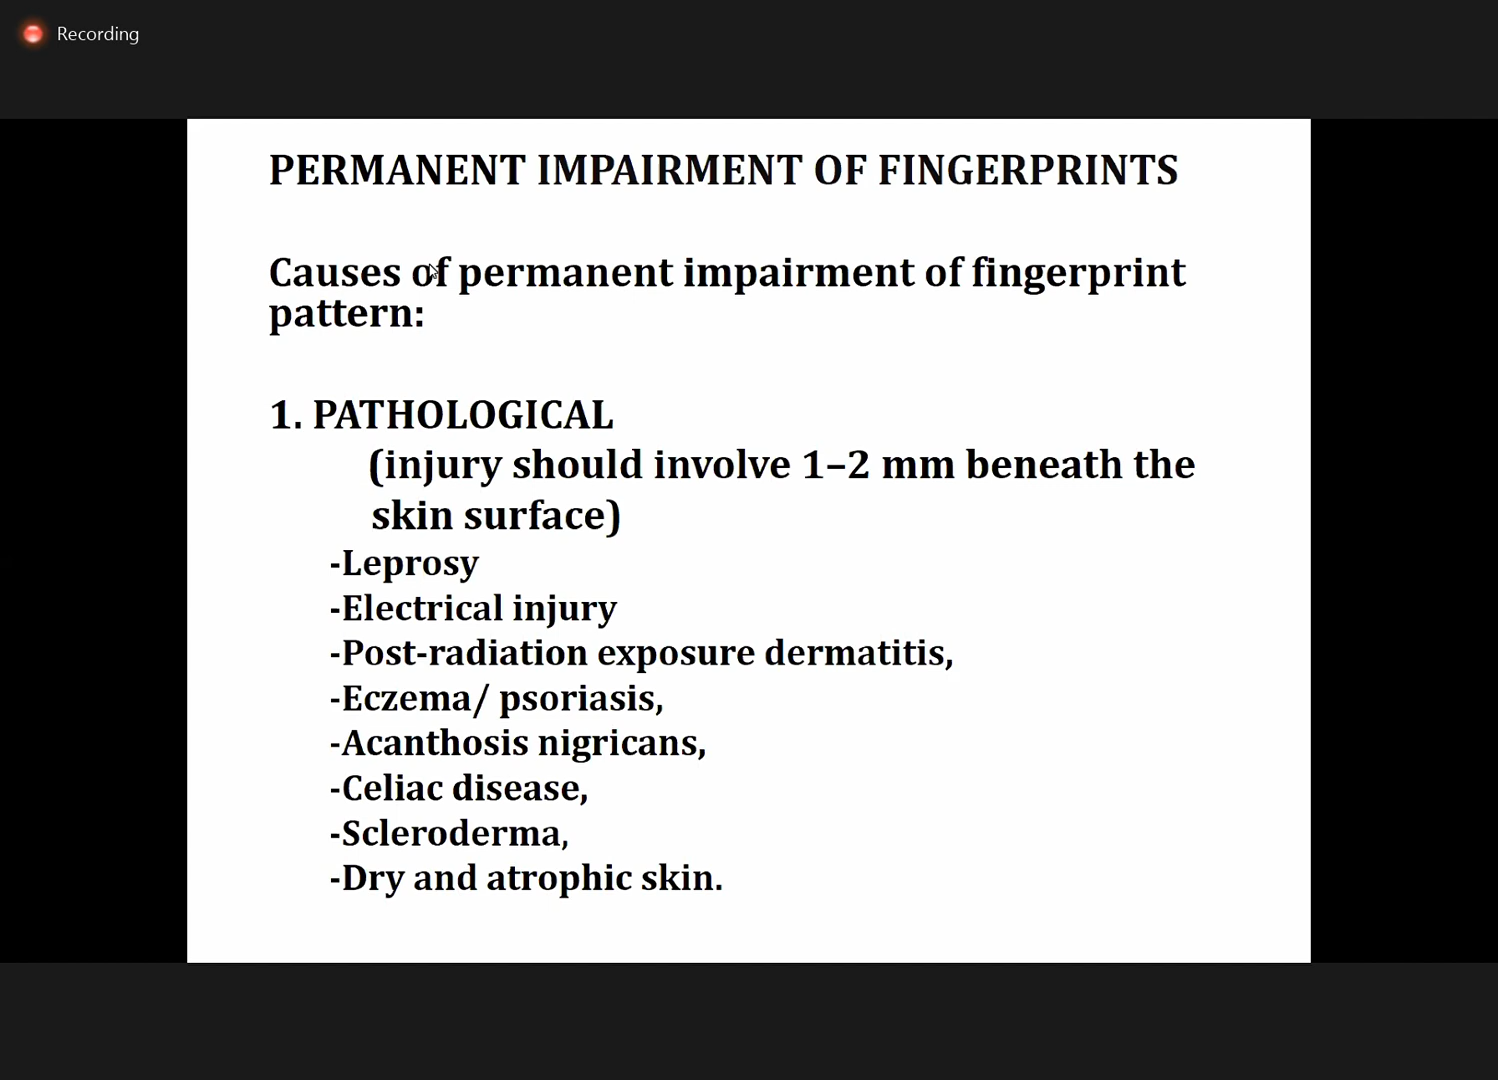 Recording
PERMANENT IMPAIRMENT OF FINGERPRINTS
Causes of permanent impairment of fingerprint
pattern:
1. PATHOLOGICAL
(injury should involve 1–2 mm beneath the
skin surface)
-Leprosy
-Electrical injury
-Post-radiation exposure dermatitis,
-Eczema/ psoriasis,
-Acanthosis nigricans,
-Celiac disease,
-Scleroderma,
-Dry and atrophic skin.